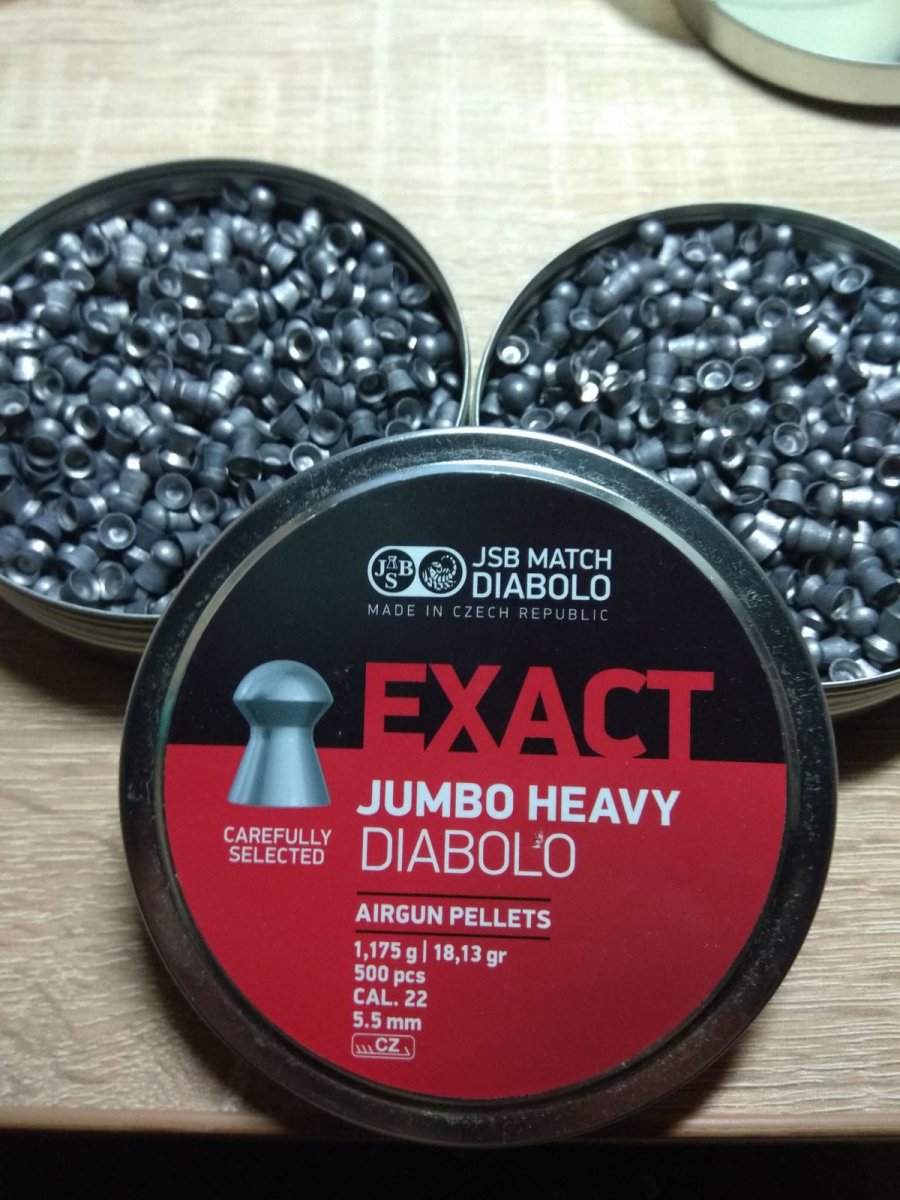 JSB
JSB MATCH
DIABOLO
MADE IN CZECH REPUBLIC
EXACT
JUMBO HEAVY
DIABOLO
CAREFULLY
SELECTED
AIRGUN PELLETS
1,175 g | 18,13 gr
500 pcs
CAL. 22
5.5 mm
CZ